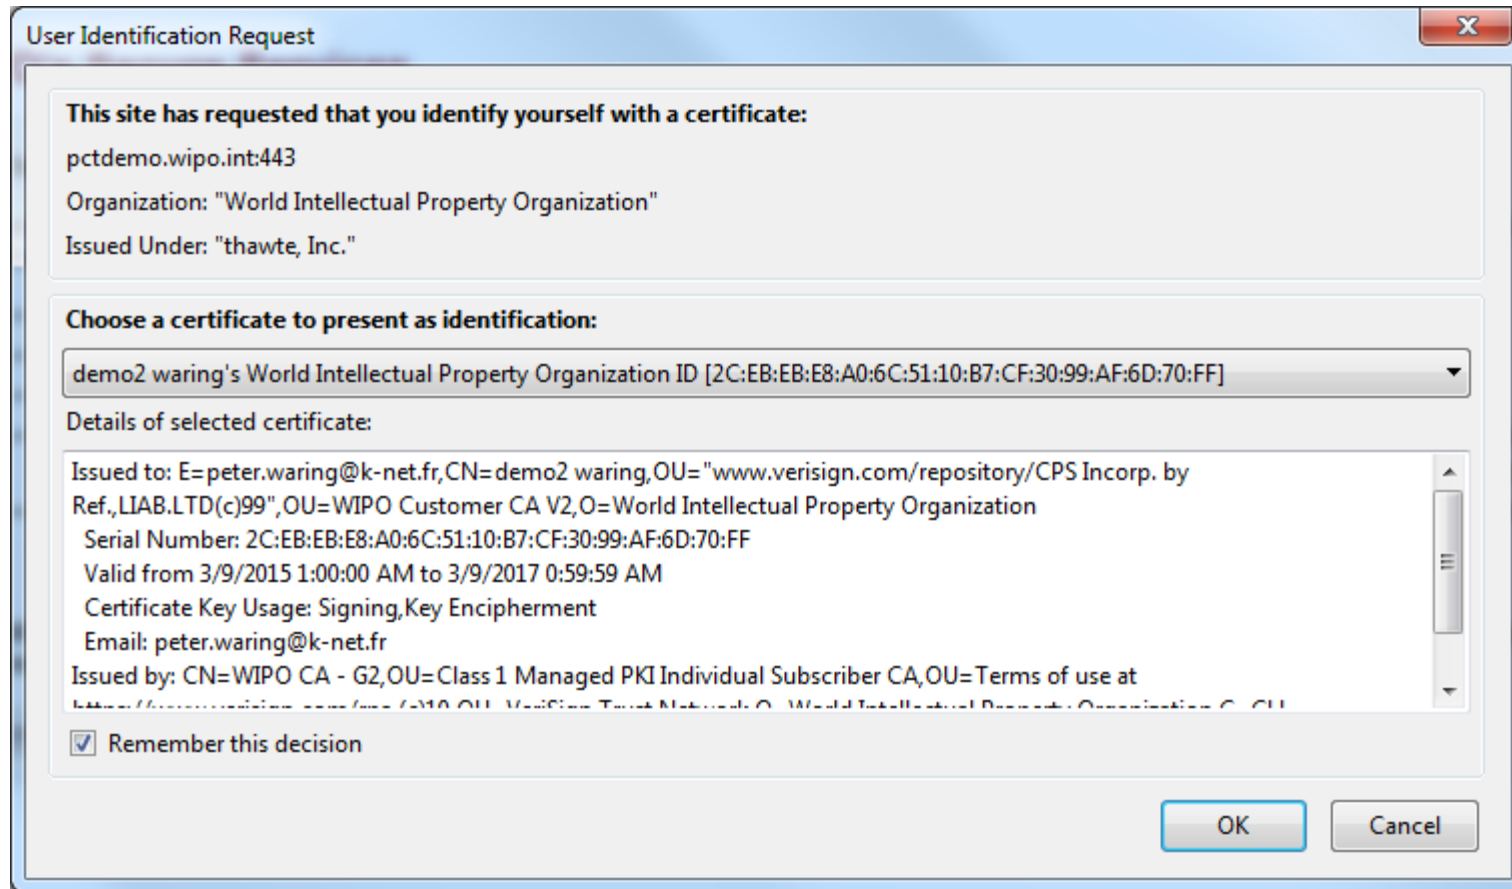 User Identification Request
This site has requested that you identify yourself with a certificate:
pctdemo.wipo.int:443
Organization: "World Intellectual Property Organization"
Issued Under: "thawte, Inc."
Choose a certificate to present as identification:
demo2 waring's World Intellectual Property Organization ID [2C:EB:EB:E8:A0:6C:51:10:B7:CF:30:99:AF:6D:70:FF]
Details of selected certificate:
Issued to: E=peter.waring@k-net.fr,CN=demo2 waring,OU="www.verisign.com/repository/CPS Incorp. by
Ref.,LIAB.LTD(c)99",OU=WIPO Customer CA V2,O=World Intellectual Property Organization
Serial Number: 2C:EB:EB:E8:A0:6C:51:10:B7:CF:30:99:AF:6D:70:FF
Valid from 3/9/2015 1:00:00 AM to 3/9/2017 0:59:59 AM
Certificate Key Usage: Signing,Key Encipherment
Email: peter.waring@k-net.fr
Issued by: CN=WIPO CA - G2,OU=Class 1 Managed PKI Individual Subscriber CA,OU=Terms of use at
Remember this decision
OK
Cancel